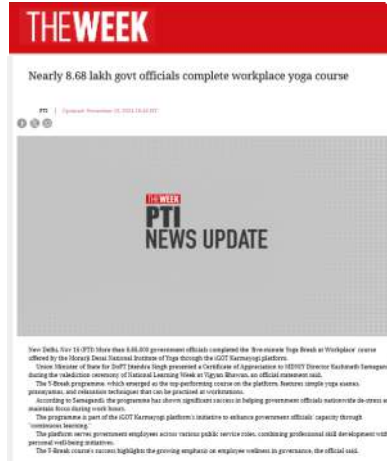 THE WEEK
Nearly 8.68 lakh govt officials complete workplace yoga course
PTI
THE WEEK
PTI
NEWS UPDATE
New Delhi, Nov (PTI) More than government officials completed the 'five-minute Yoga Break at Workplace' course
offered by the Morarji Desai National Institute of Yoga through the iGOT Karmayogi platform.
Union Minister of State for DoPT Jitendra Singh presented a Certificate of Appreciation to MDNIY Director Kashinath Samagandi
during the valediction ceremony of National Learning Week at Vigyan Bhawan, an official statement said.
The Y-Break programme, which emerged as the top-performing course on the platform, features simple yoga asanas,
pranayamas, and relaxation techniques that can be practised at workstations.
According to Samagandi, the programme has shown significant success in helping government officials nationwide de-stress and
maintain focus during work hours.
The programme is part of the iGOT Karmayogi platform's initiative to enhance government officials' capacity through
"continuous learning."
The platform serves government employees across various public service roles, combining professional skill development with
personal well-being initiatives.
The Y-Break course's success highlights the growing emphasis on employee wellness in governance, the official said.